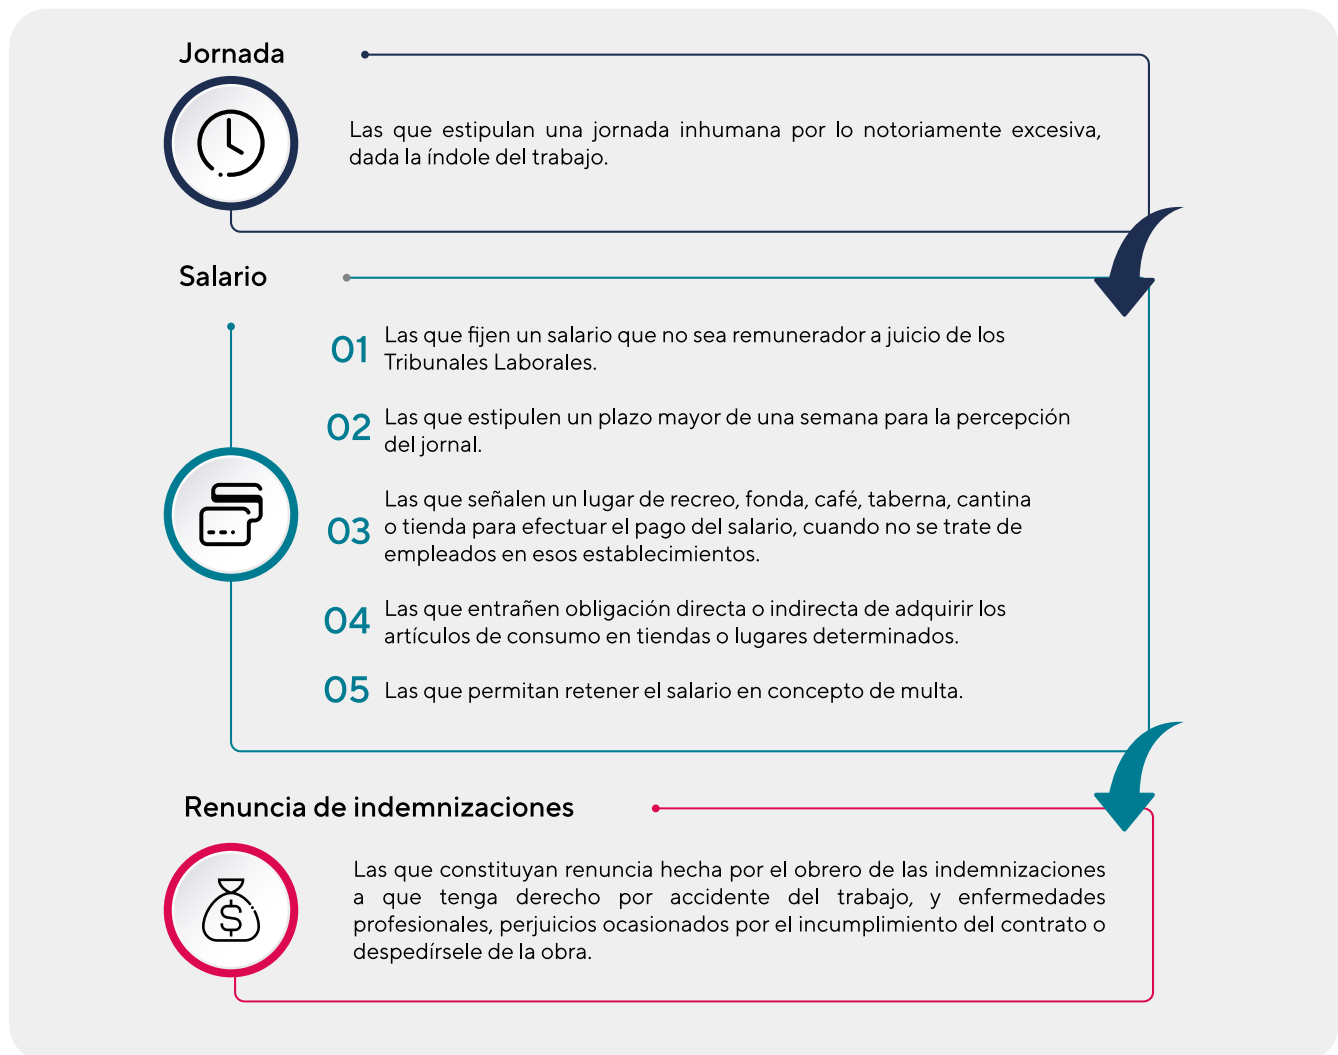 Jornada
Las que estipulan una jornada inhumana por lo notoriamente excesiva,
dada la índole del trabajo.
Salario
01 Las que fijen un salario que no sea remunerador a juicio de los
Tribunales Laborales.
02 Las que estipulen un plazo mayor de una semana para la percepción
del jornal.
03 Las que señalen un lugar de recreo, fonda, café, taberna, cantina
o tienda para efectuar el pago del salario, cuando no se trate de
empleados en esos establecimientos.
04 Las que entrañen obligación directa o indirecta de adquirir los
artículos de consumo en tiendas o lugares determinados.
05 Las que permitan retener el salario en concepto de multa.
Renuncia de indemnizaciones
Las que constituyan renuncia hecha por el obrero de las indemnizaciones
a que tenga derecho por accidente del trabajo, y enfermedades
profesionales, perjuicios ocasionados por el incumplimiento del contrato o
despedírsele de la obra.
$